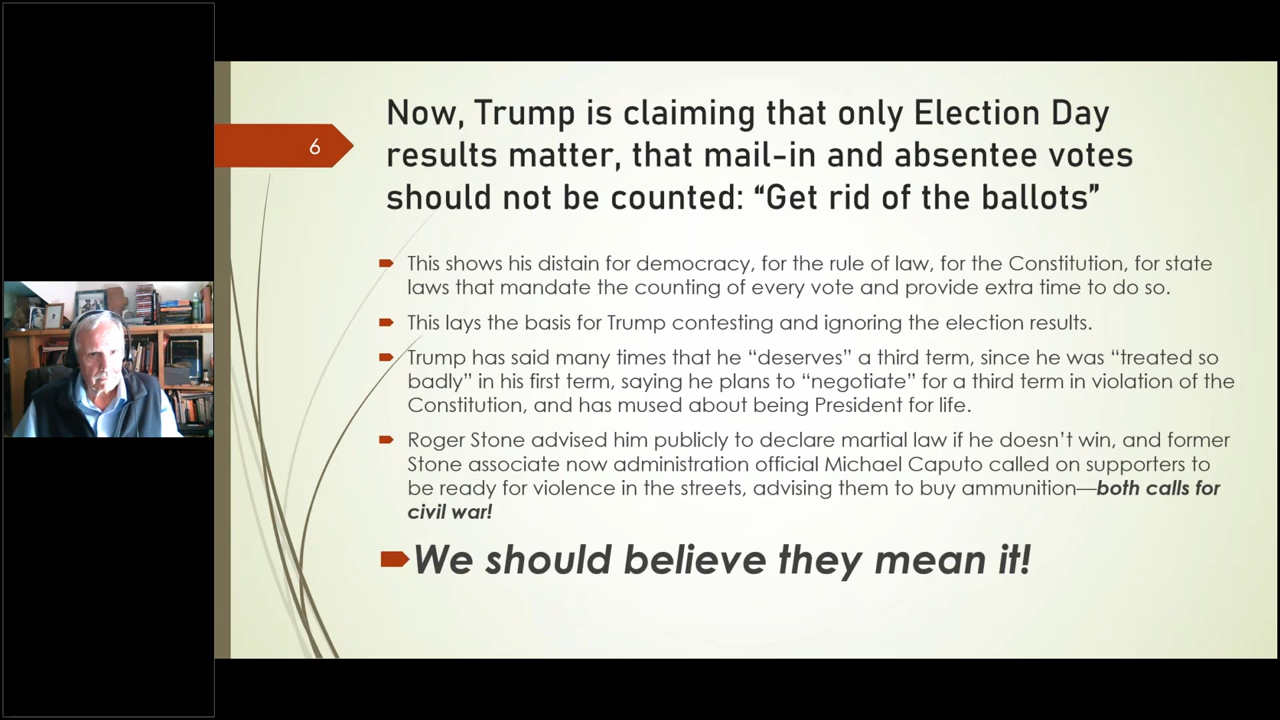 6
Now, Trump is claiming that only Election Day
results matter, that mail-in and absentee votes
should not be counted: “Get rid of the ballots”
This shows his distain for democracy, for the rule of law, for the Constitution, for state
laws that mandate the counting of every vote and provide extra time to do so.
This lays the basis for Trump contesting and ignoring the election results.
Trump has said many times that he “deserves” a third term, since he was “treated so
badly” in his first term, saying he plans to “negotiate” for a third term in violation of the
Constitution, and has mused about being President for life.
Roger Stone advised him publicly to declare martial law if he doesn’t win, and former
Stone associate now administration official Michael Caputo called on supporters to
be ready for violence in the streets, advising them to buy ammunition—both calls for
civil war!
We should believe they mean it!